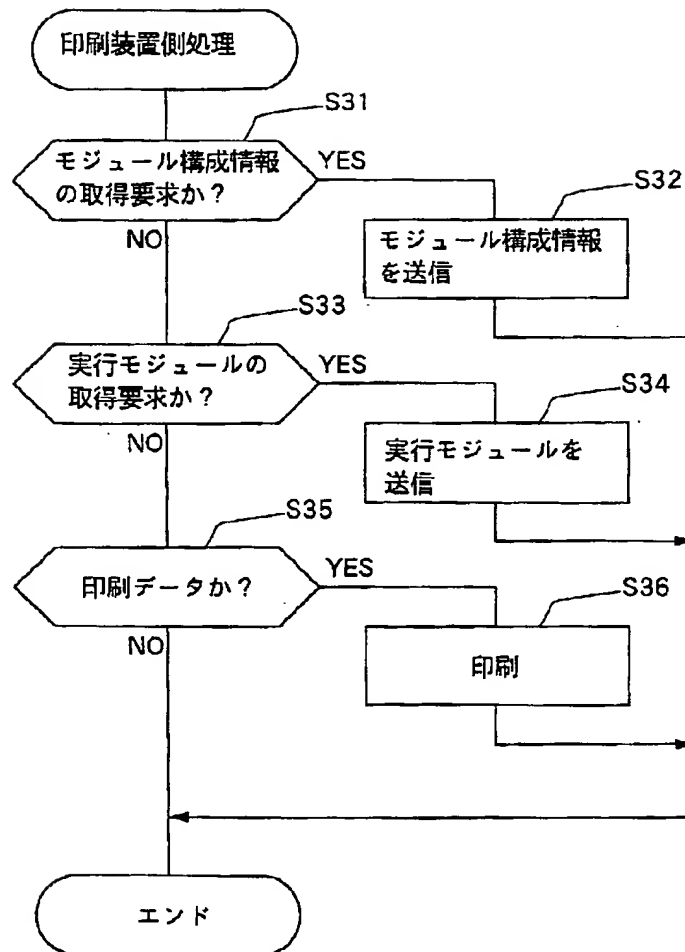 印刷装置側処理
S31
モジュール構成情報
の取得要求か？
YES
NO
S32
モジュール構成情報
を送信
S33
実行モジュールの
取得要求か？
YES
NO
S34
実行モジュールを
送信
S35
印刷データか？
YES
NO
S36
印刷
エンド